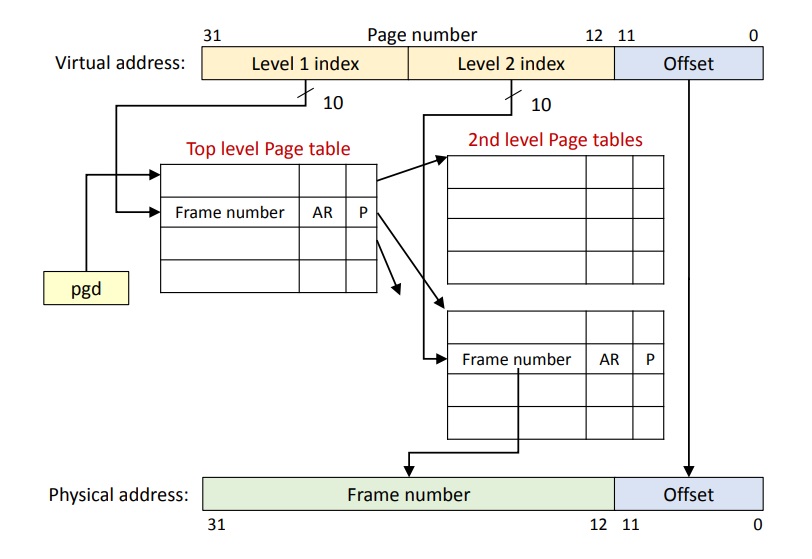 31 Page number 12 11 0
Virtual address: Level 1 index Level 2 index Offset
10 10
Top level Page table 2nd level Page tables
Frame number AR P
pgd
Frame number AR P
Physical address: Frame number Offset
31 12 11 0